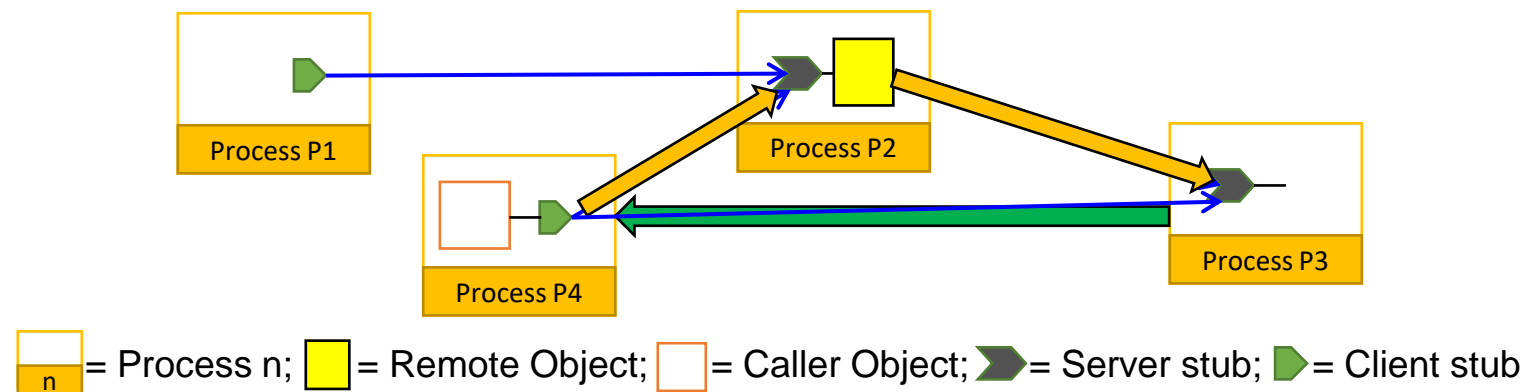 Process P1
Process P2
Process P3
Process P4
n = Process n; = Remote Object; = Caller Object; = Server stub; = Client stub